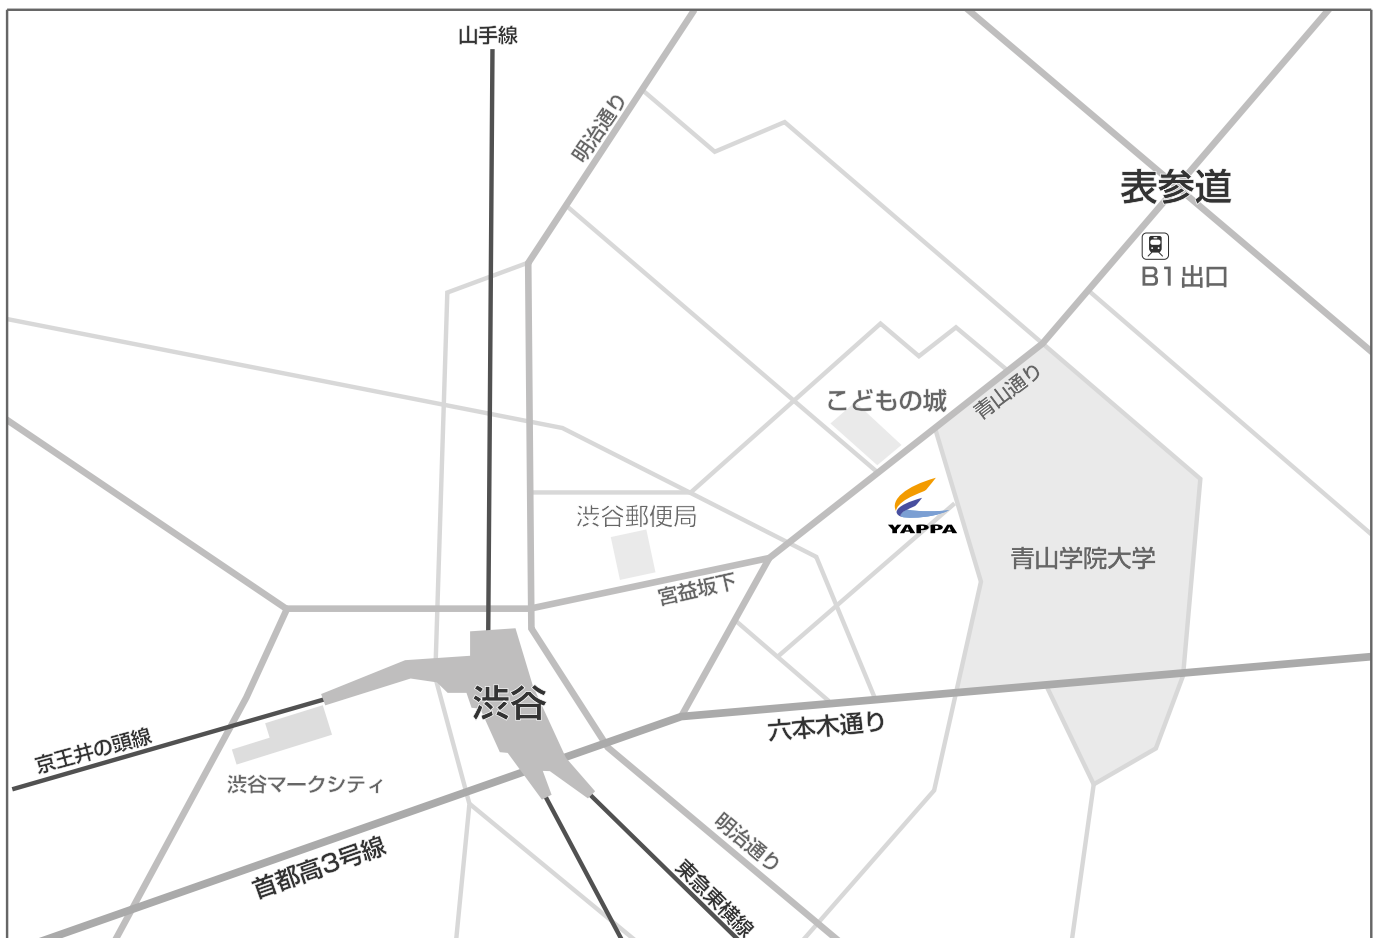 山手線
明治通り
表参道
B1出口
こどもの城
青山通り
YAPPA
渋谷郵便局
青山学院大学
宮益坂下
渋谷
六本木通り
京王井の頭線
渋谷マークシティ
明治通り
首都高3号線
東急東横線